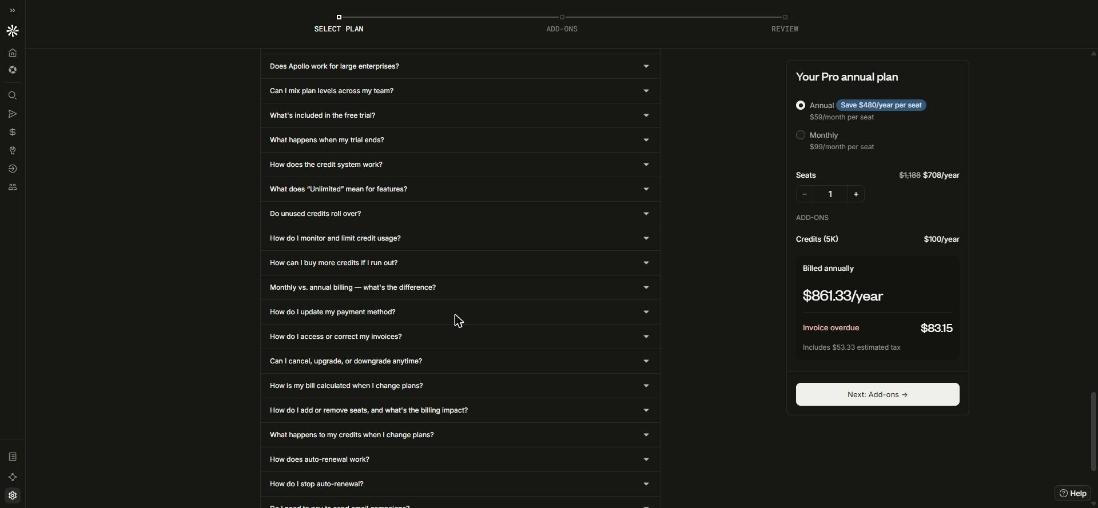 SELECT PLAN
ADD-ONS
REVIEW
Does Apollo work for large enterprises?
Can I mix plan levels across my team?
What's included in the free trial?
What happens when my trial ends?
How does the credit system work?
What does “Unlimited” mean for features?
Do unused credits roll over?
How do I monitor and limit credit usage?
How can I buy more credits if I run out?
Monthly vs. annual billing — what's the difference?
How do I update my payment method?
How do I access or correct my invoices?
Can I cancel, upgrade, or downgrade anytime?
How is my bill calculated when I change plans?
How do I add or remove seats, and what's the billing impact?
What happens to my credits when I change plans?
How does auto-renewal work?
How do I stop auto-renewal?
Do I need to pay to send email campaigns?
Your Pro annual plan
Annual Save $480/year per seat
$59/month per seat
Monthly
$99/month per seat
Seats $1,188 $708/year
− 1 +
ADD-ONS
Credits (5K) $100/year
Billed annually
$861.33/year
Invoice overdue $83.15
Includes $53.33 estimated tax
Next: Add-ons →
Help